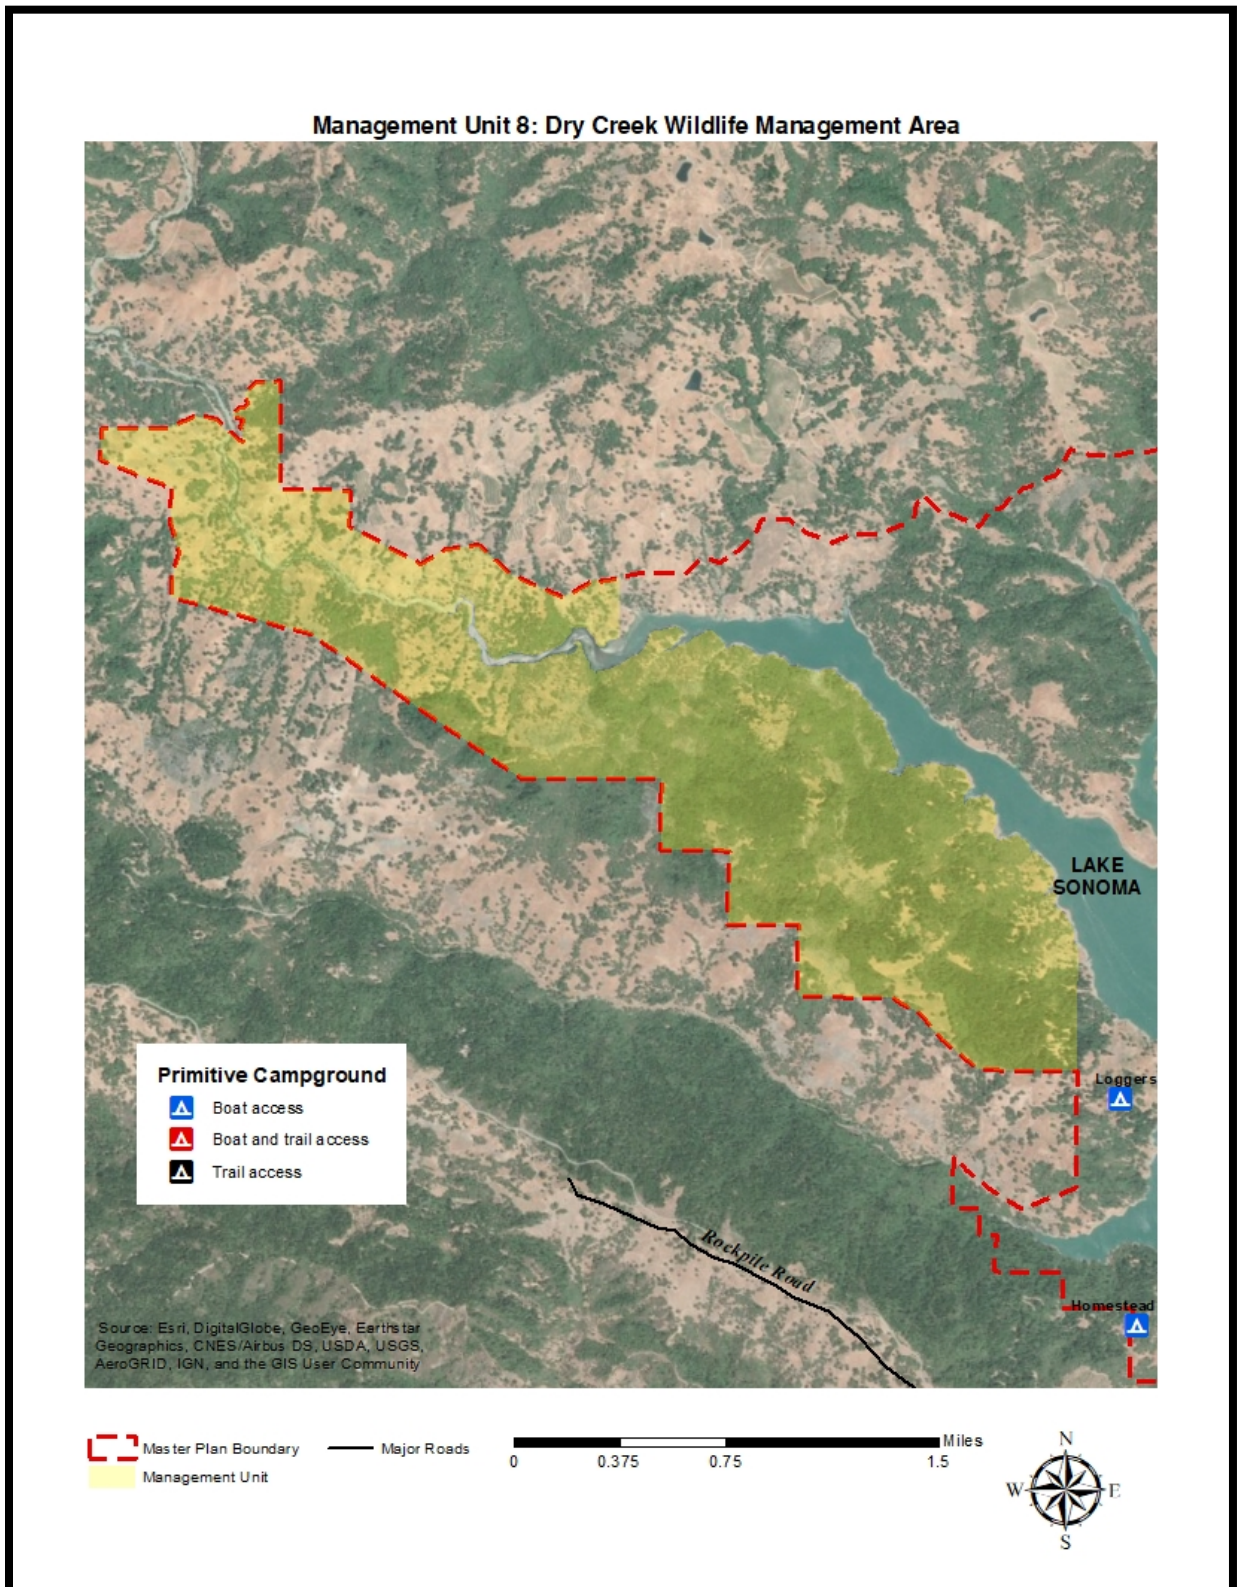 Management Unit 8: Dry Creek Wildlife Management Area
LAKE
SONOMA
Primitive Campground
Boat access
Boat and trail access
Trail access
Loggers
Rockpile Road
Homestead
Source: Esri, DigitalGlobe, GeoEye, Earthstar
Geographics, CNES/Airbus DS, USDA, USGS,
AeroGRID, IGN, and the GIS User Community
Master Plan Boundary
Major Roads
Management Unit
Miles
0 0.375 0.75 1.5
N
W E
S